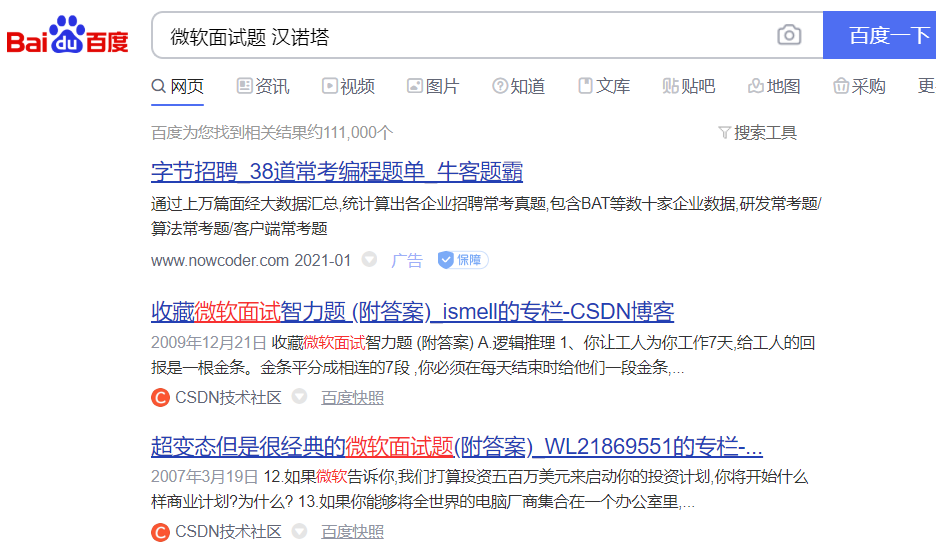 Bai du 百度
微软面试题 汉诺塔
百度一下
网页 资讯 视频 图片 知道 文库 贴吧 地图 采购 更
百度为您找到相关结果约111,000个 搜索工具
字节招聘_38道常考编程题单_牛客题霸
通过上万篇面经大数据汇总,统计算出各企业招聘常考真题,包含BAT等数十家企业数据,研发常考题/
算法常考题/客户端常考题
www.nowcoder.com 2021-01 广告 保障
收藏微软面试智力题 (附答案)_ismell的专栏-CSDN博客
2009年12月21日 收藏微软面试智力题 (附答案) A.逻辑推理 1、你让工人为你工作7天,给工人的回
报是一根金条。金条平分成相连的7段 ,你必须在每天结束时给他们一段金条,...
C CSDN技术社区 百度快照
超变态但是很经典的微软面试题(附答案)_WL21869551的专栏-...
2007年3月19日 12.如果微软告诉你,我们打算投资五百万美元来启动你的投资计划,你将开始什么
样商业计划?为什么? 13.如果你能够将全世界的电脑厂商集合在一个办公室里,...
C CSDN技术社区 百度快照